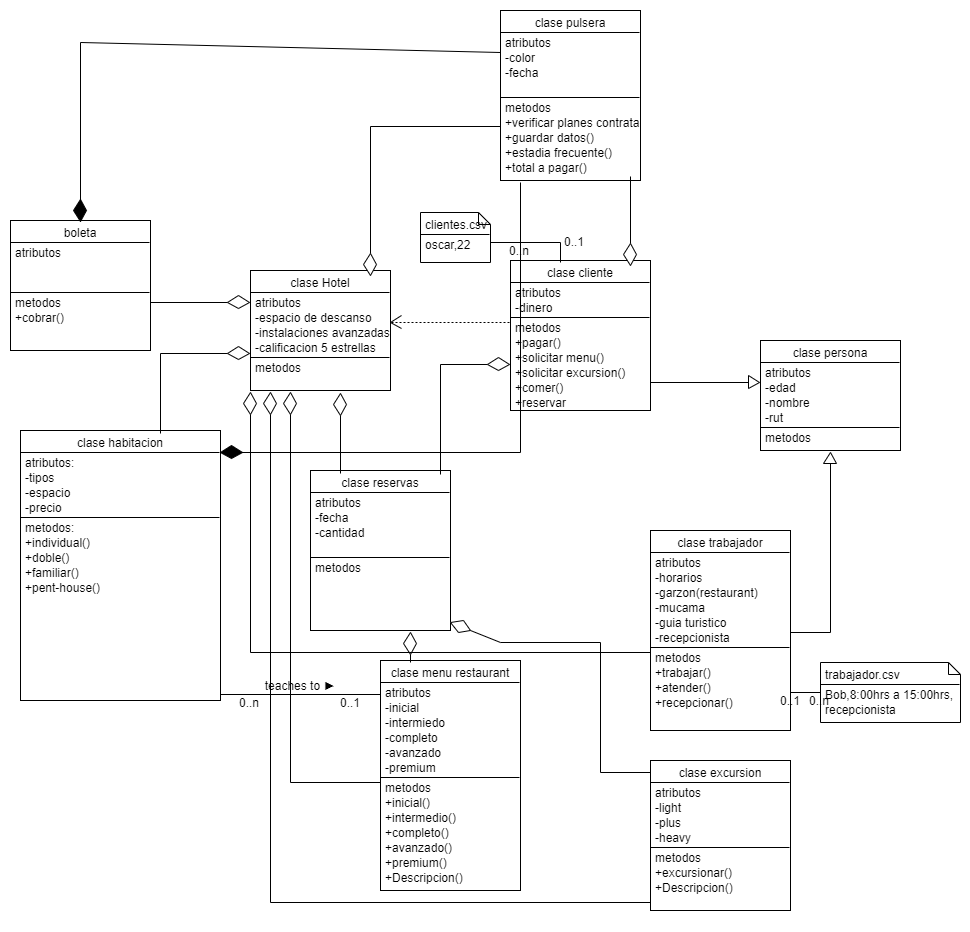 clase pulsera
atributos
-color
-fecha
metodos
+verificar planes contrata
+guardar datos()
+estadia frecuente()
+total a pagar()
boleta
atributos
metodos
+cobrar()
clientes.csv
oscar,22
0..n
0..1
clase Hotel
atributos
-espacio de descanso
-instalaciones avanzadas
-calificacion 5 estrellas
metodos
clase cliente
atributos
-dinero
metodos
+pagar()
+solicitar menu()
+solicitar excursion()
+comer()
+reservar
clase persona
atributos
-edad
-nombre
-rut
metodos
clase habitacion
atributos:
-tipos
-espacio
-precio
metodos:
+individual()
+doble()
+familiar()
+pent-house()
clase reservas
atributos
-fecha
-cantidad
metodos
clase trabajador
atributos
-horarios
-garzon(restaurant)
-mucama
-guia turistico
-recepcionista
metodos
+trabajar()
+atender()
+recepcionar()
trabajador.csv
Bob,8:00hrs a 15:00hrs,
recepcionista
0..1
0..n
teaches to ►
0..n
0..1
clase menu restaurant
atributos
-inicial
-intermiedo
-completo
-avanzado
-premium
metodos
+inicial()
+intermedio()
+completo()
+avanzado()
+premium()
+Descripcion()
clase excursion
atributos
-light
-plus
-heavy
metodos
+excursionar()
+Descripcion()